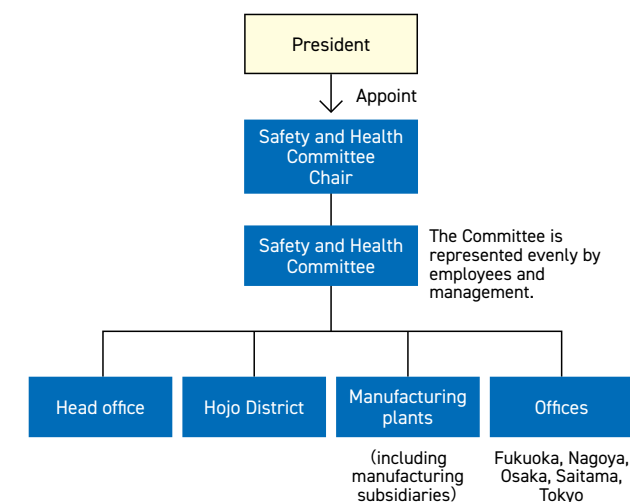 President
Appoint
Safety and Health
Committee
Chair
Safety and Health
Committee
The Committee is
represented evenly by
employees and
management.
Head office
Hojo District
Manufacturing
plants
Offices
(including
manufacturing
subsidiaries)
Fukuoka, Nagoya,
Osaka, Saitama,
Tokyo